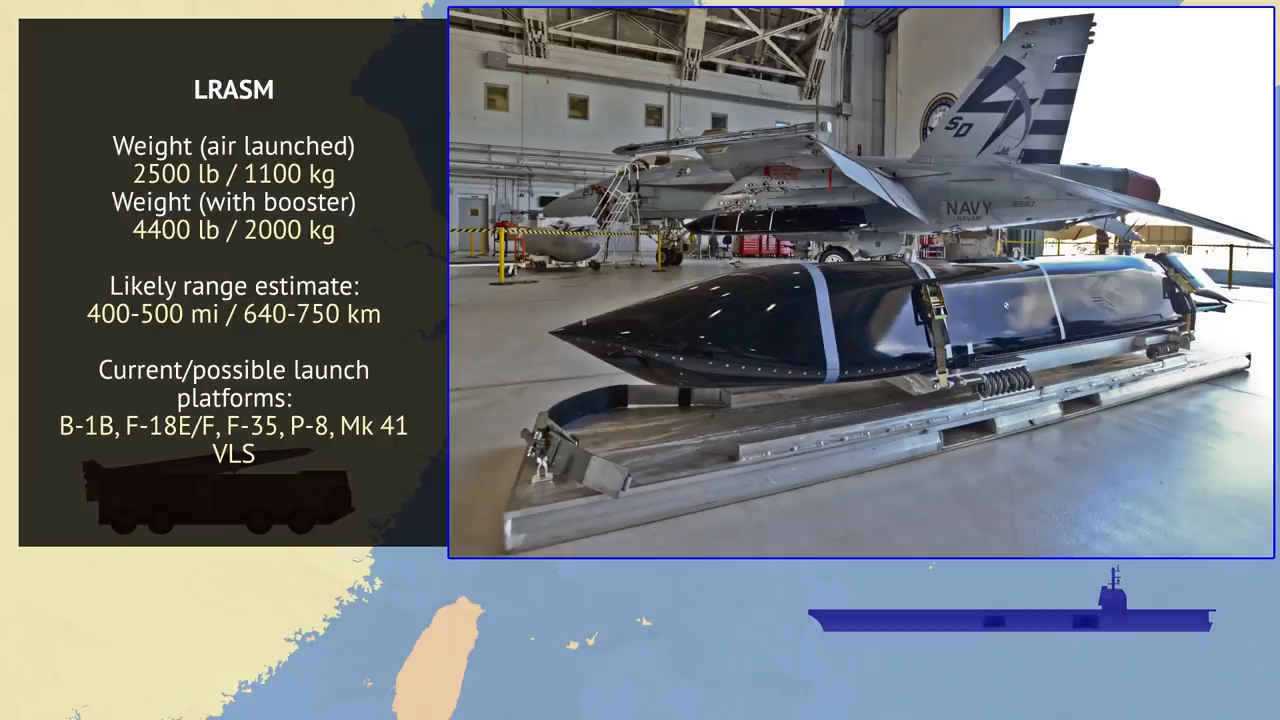 LRASM
Weight (air launched)
2500 lb / 1100 kg
Weight (with booster)
4400 lb / 2000 kg
Likely range estimate:
400-500 mi / 640-750 km
Current/possible launch
platforms:
B-1B, F-18E/F, F-35, P-8, Mk 41
VLS
SD
NAVY